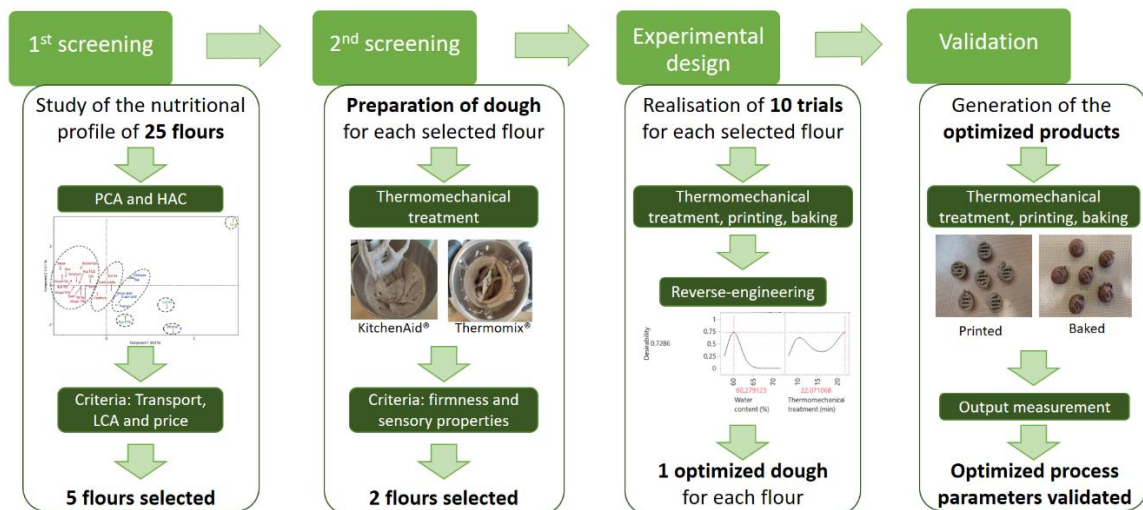 1st screening
Study of the nutritional
profile of 25 flours
PCA and HAC
Criteria: Transport,
LCA and price
5 flours selected
2nd screening
Preparation of dough
for each selected flour
Thermomechanical
treatment
KitchenAid®
Thermomix®
Criteria: firmness and
sensory properties
2 flours selected
Experimental
design
Realisation of 10 trials
for each selected flour
Thermomechanical
treatment, printing, baking
Reverse-engineering
Desirability
0,7286
1
0,75
0,5
0,25
0
60
65
70
10
15
20
60,279123
22,071068
Water
content (%)
Thermomechanical
treatment (min)
1 optimized dough
for each flour
Validation
Generation of the
optimized products
Thermomechanical
treatment, printing, baking
Printed
Baked
Output measurement
Optimized process
parameters validated